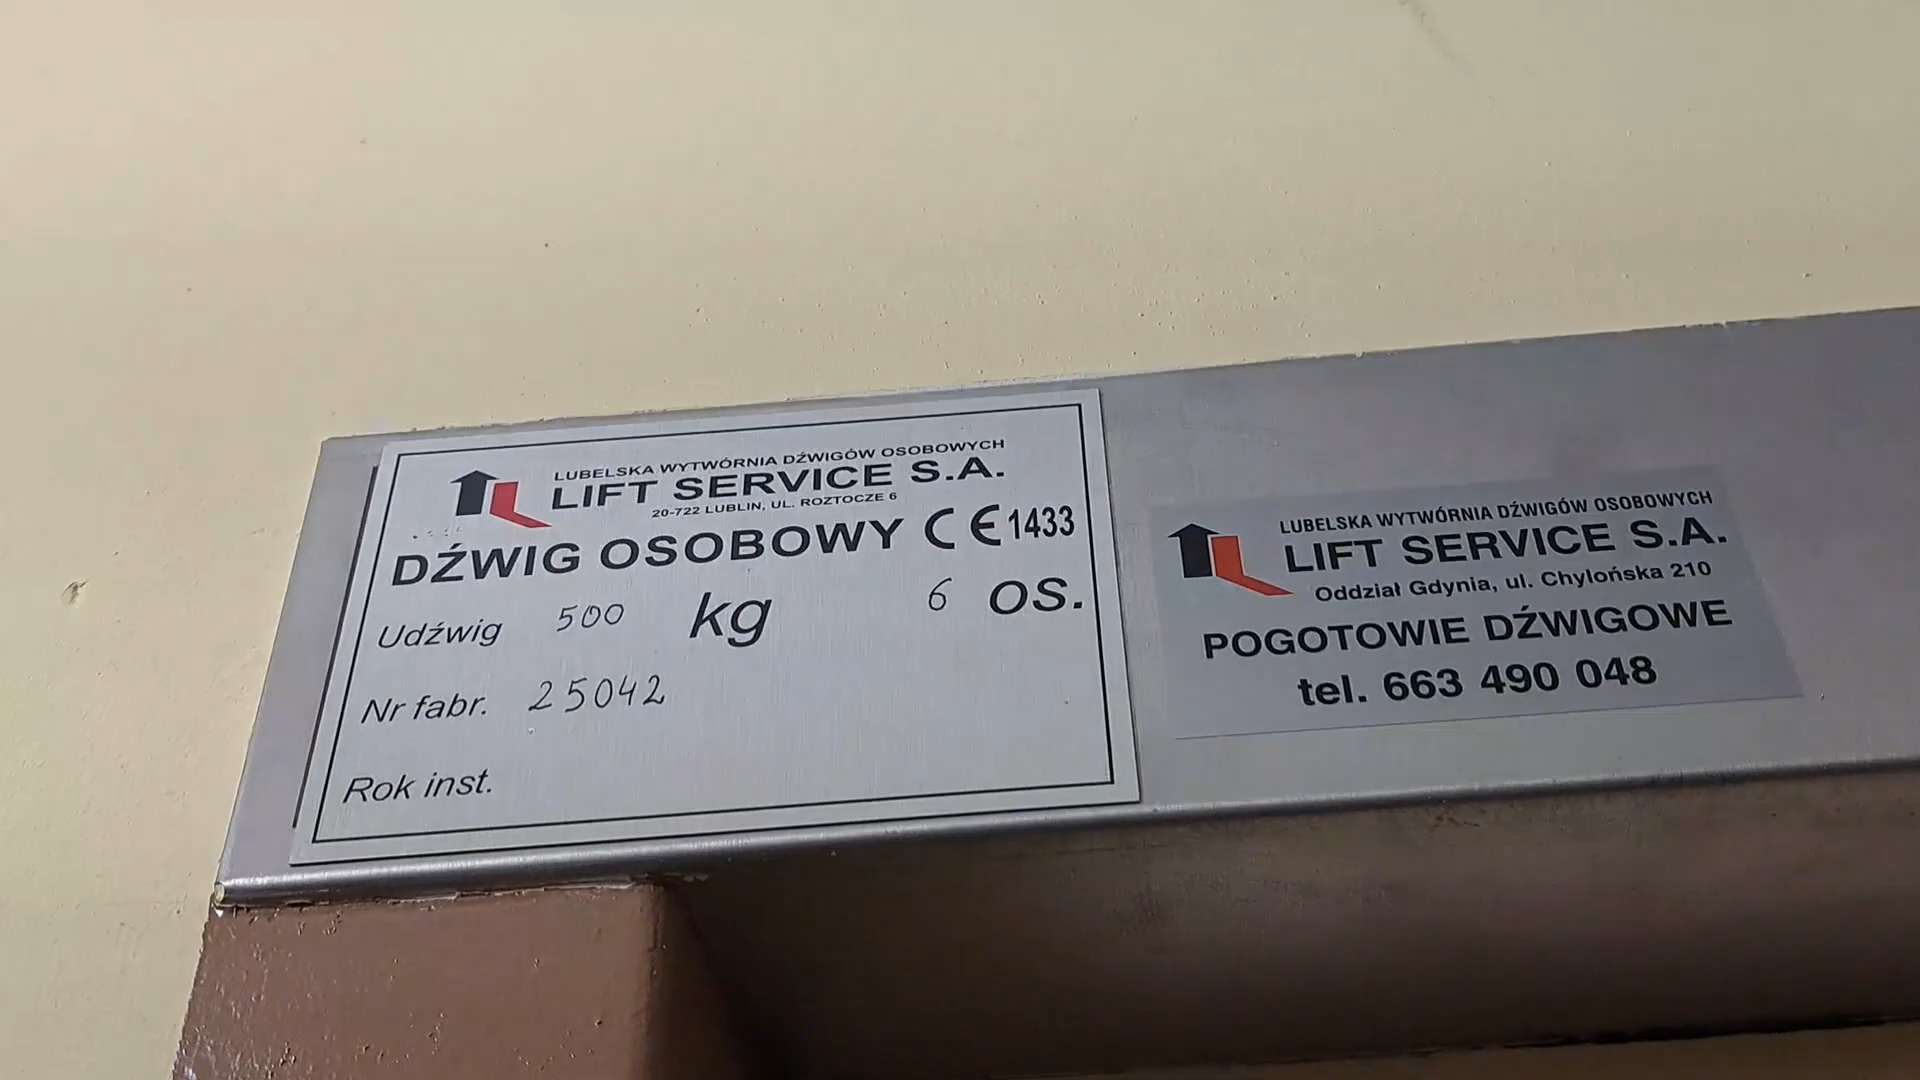 LUBELSKA WYTWÓRNIA DŹWIGÓW OSOBOWYCH
LIFT SERVICE S.A.
20-722 LUBLIN, UL. ROZTOCZE 6
DŹWIG OSOBOWY CE 1433
Udźwig 500 kg 6 OS.
Nr fabr. 25042
Rok inst.
LUBELSKA WYTWÓRNIA DŹWIGÓW OSOBOWYCH
LIFT SERVICE S.A.
Oddział Gdynia, ul. Chylońska 210
POGOTOWIE DŹWIGOWE
tel. 663 490 048